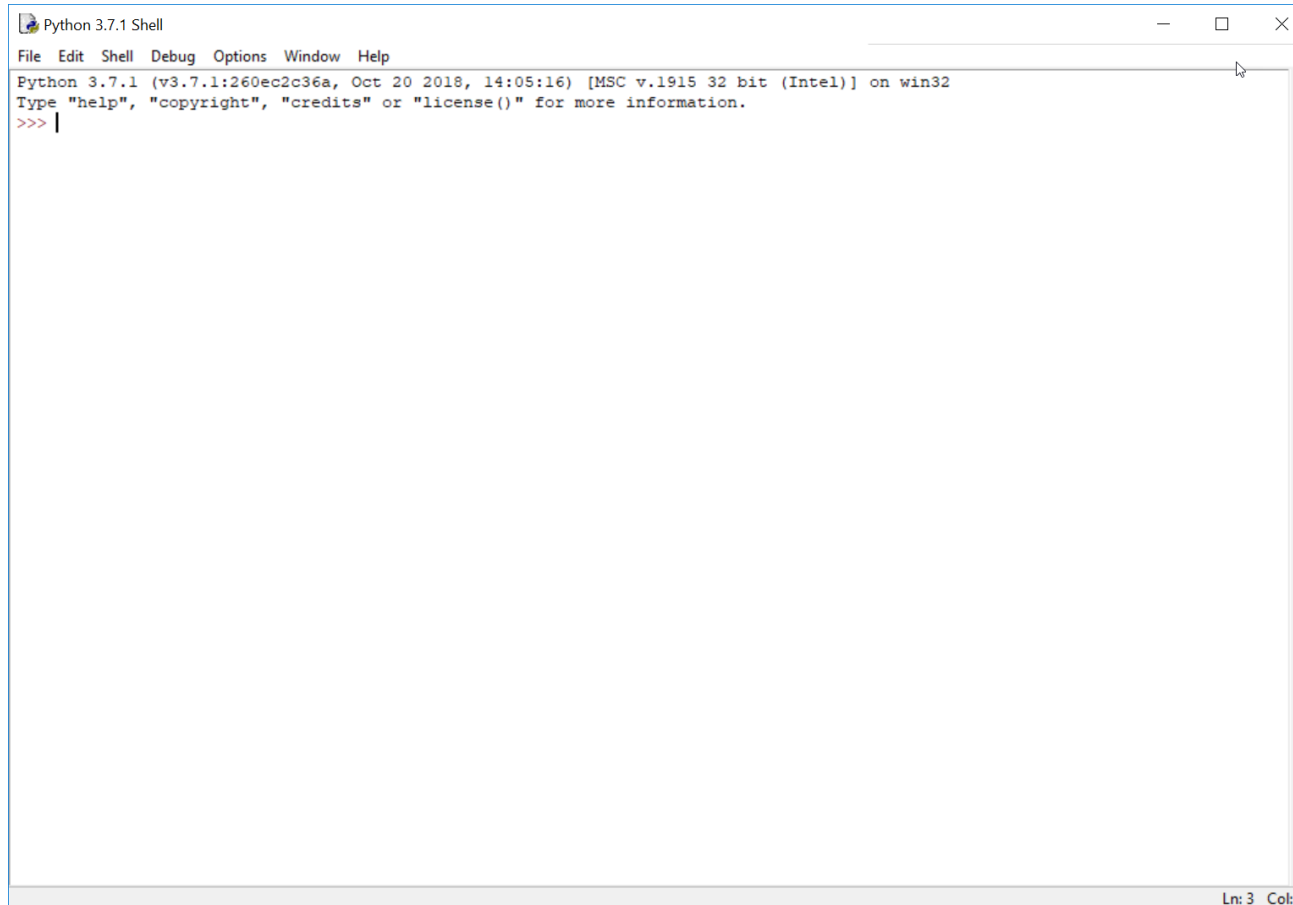 Python 3.7.1 Shell
File Edit Shell Debug Options Window Help
Python 3.7.1 (v3.7.1:260ec2c36a, Oct 20 2018, 14:05:16) [MSC v.1915 32 bit (Intel)] on win32
Type "help", "copyright", "credits" or "license()" for more information.
>>>
Ln: 3 Col: